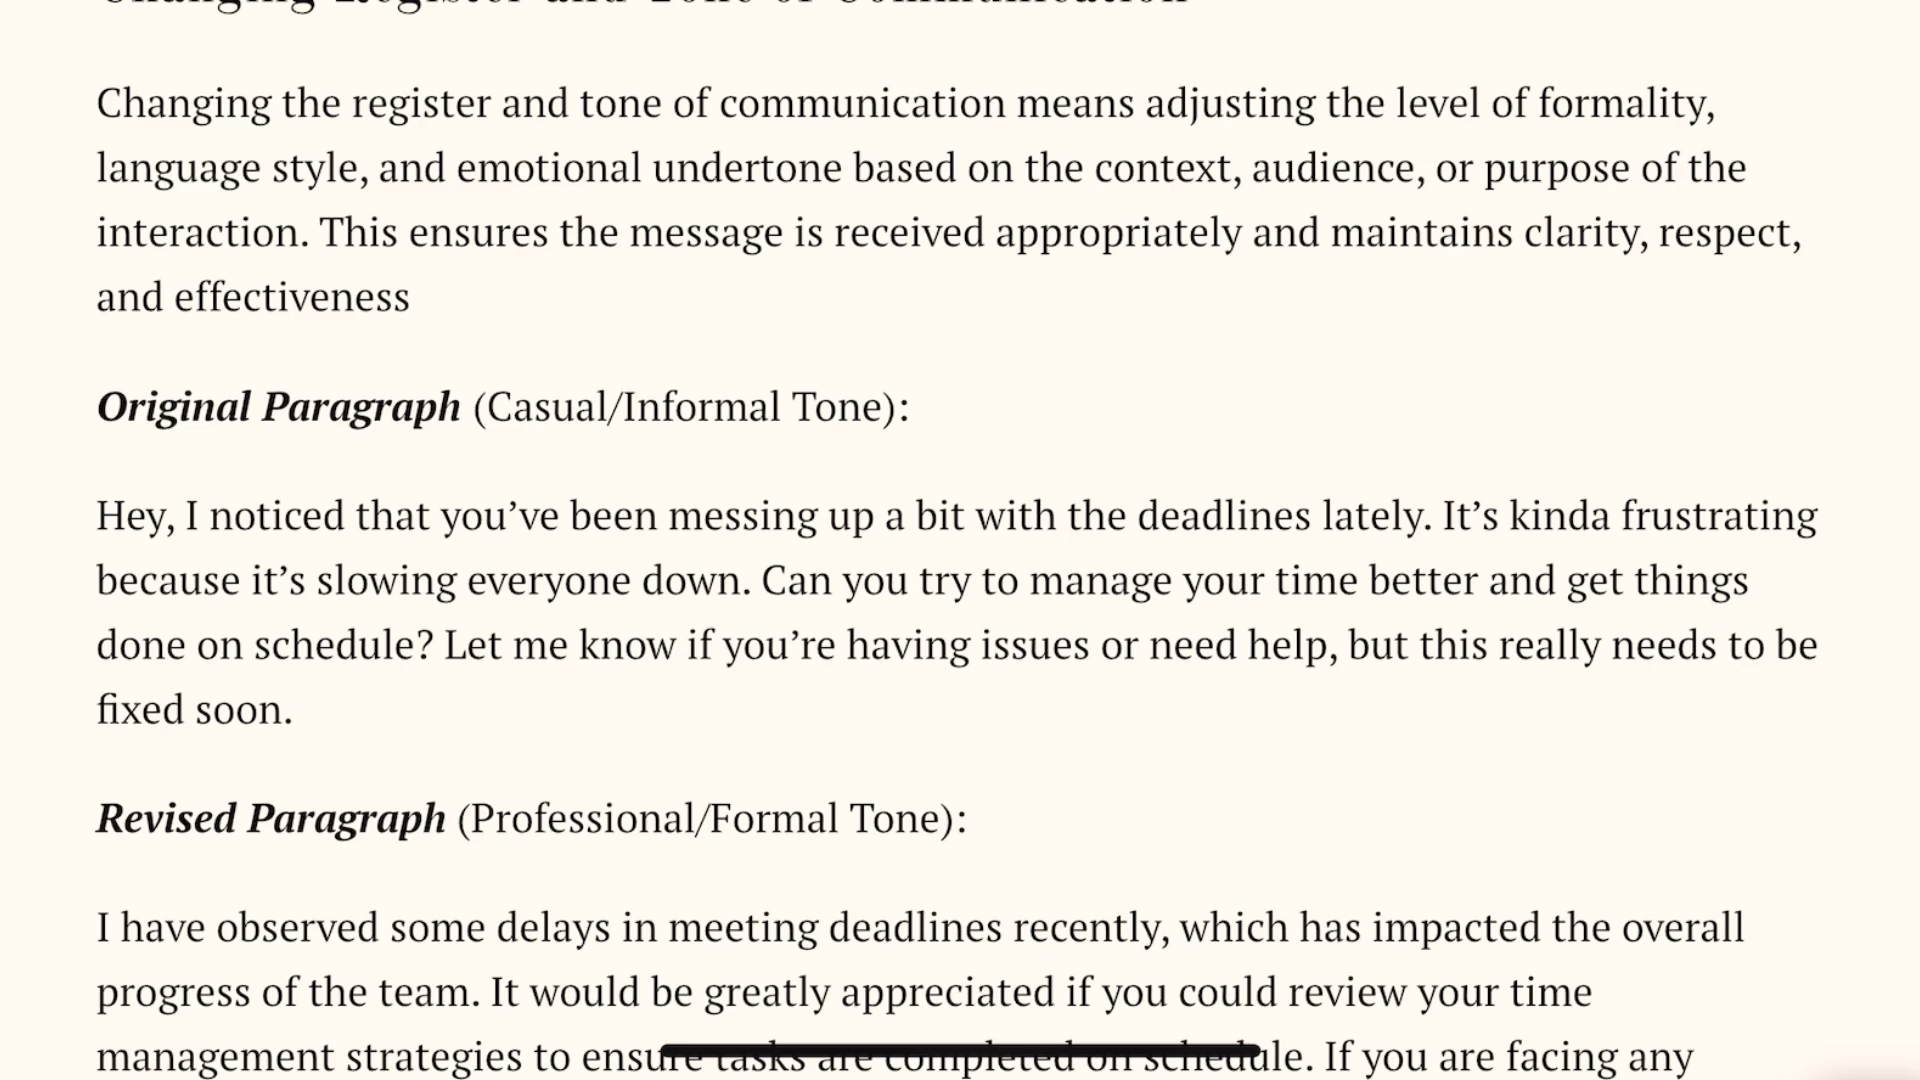 Changing Register and Tone of Communication
Changing the register and tone of communication means adjusting the level of formality,
language style, and emotional undertone based on the context, audience, or purpose of the
interaction. This ensures the message is received appropriately and maintains clarity, respect,
and effectiveness
Original Paragraph (Casual/Informal Tone):
Hey, I noticed that you’ve been messing up a bit with the deadlines lately. It’s kinda frustrating
because it’s slowing everyone down. Can you try to manage your time better and get things
done on schedule? Let me know if you’re having issues or need help, but this really needs to be
fixed soon.
Revised Paragraph (Professional/Formal Tone):
I have observed some delays in meeting deadlines recently, which has impacted the overall
progress of the team. It would be greatly appreciated if you could review your time
management strategies to ensure tasks are completed on schedule. If you are facing any